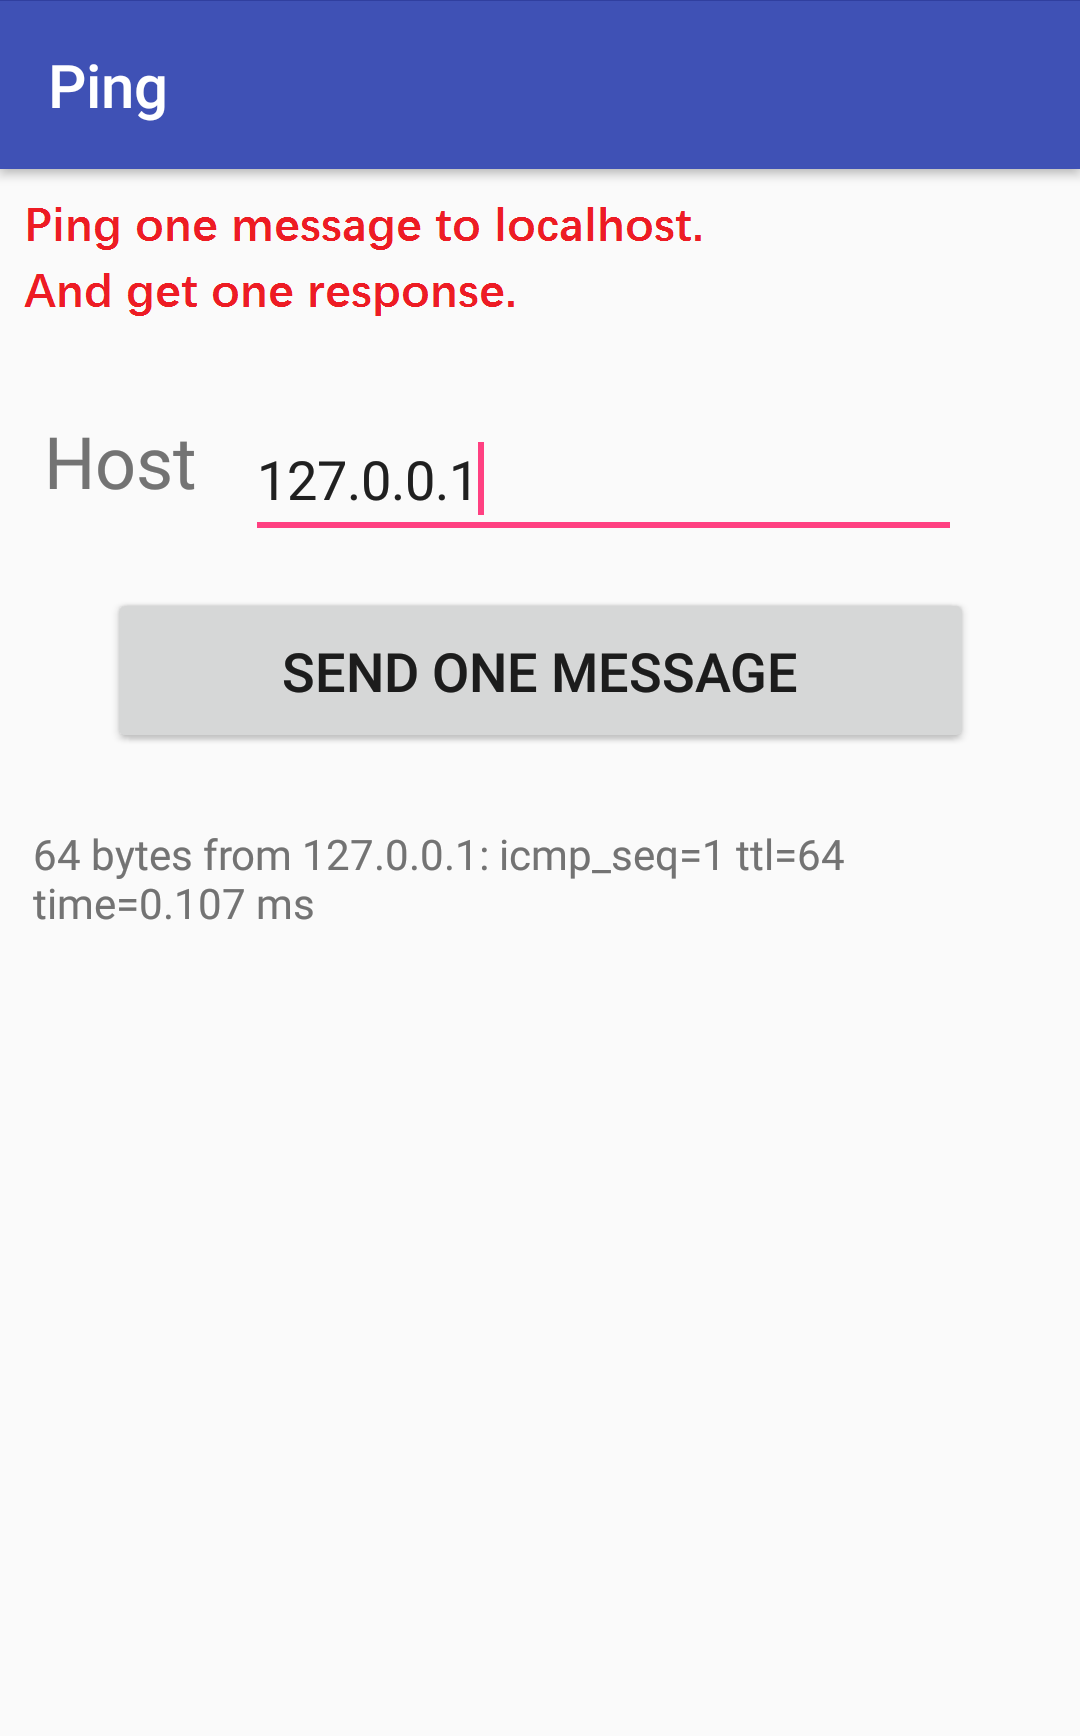 Ping
Ping one message to localhost.
And get one response.
Host 127.0.0.1
SEND ONE MESSAGE
64 bytes from 127.0.0.1: icmp_seq=1 ttl=64
time=0.107 ms